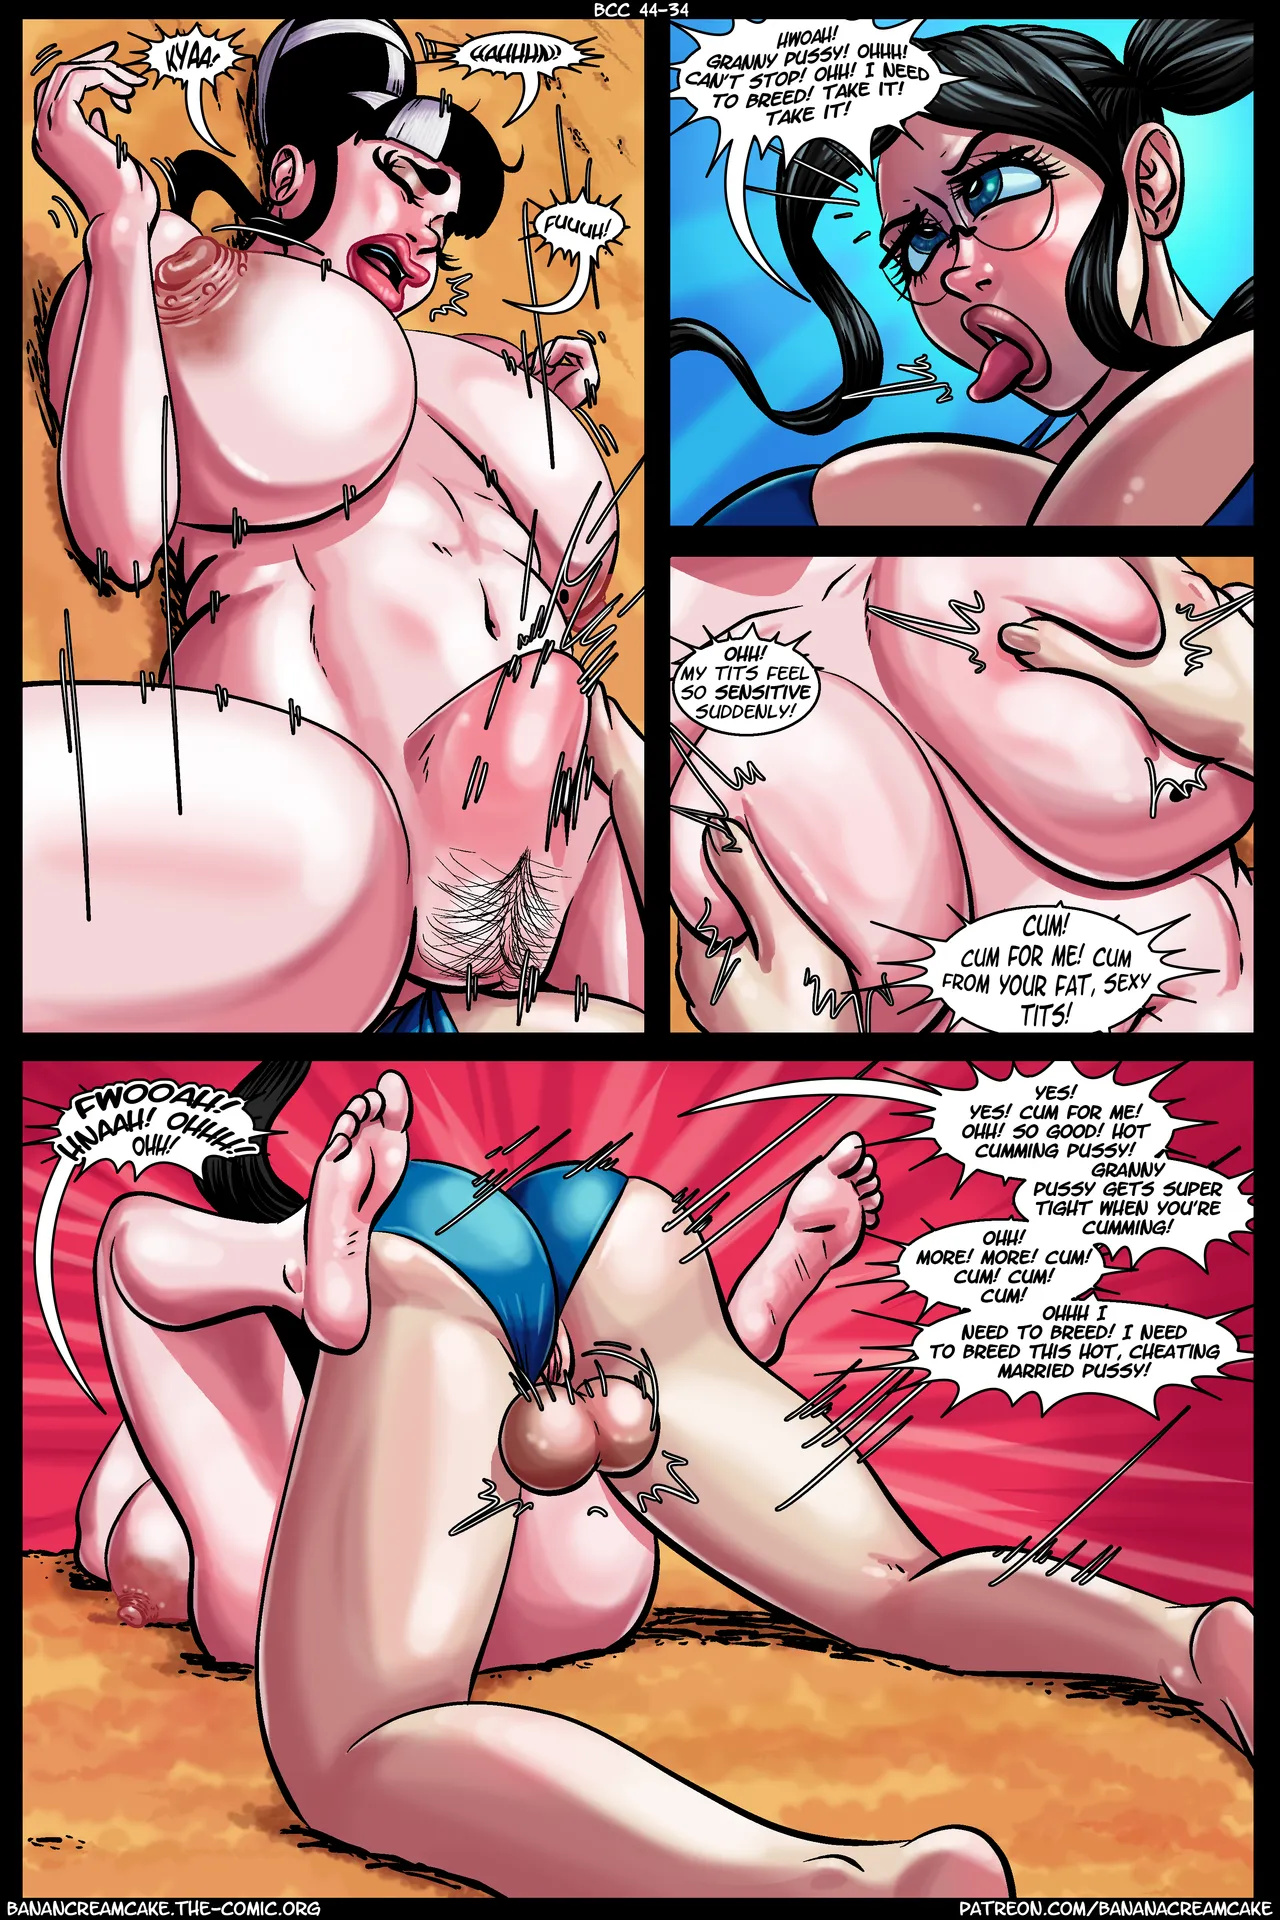 BCC 44-34
KYAA!
HAHHHN!!
FUUUH!
HWOAH!
GRANNY PUSSY! OHH!
CAN'T STOP! OHH! I NEED
TO BREED! TAKE IT!
TAKE IT!
OHH!
MY TITS FEEL
SO SENSITIVE
SUDDENLY!
CUM!
CUM FOR ME! CUM
FROM YOUR FAT, SEXY
TITS!
FWOOAH!
HNAAH! OHHH!!
OHH!
YES!
YES! CUM FOR ME!
OHH! SO GOOD! HOT
CUMMING PUSSY!
GRANNY
PUSSY GETS SUPER
TIGHT WHEN YOU'RE
CUMMING!
OHH!
MORE! MORE! CUM!
CUM! CUM!
CUM!
OHHH I
NEED TO BREED! I NEED
TO BREED THIS HOT, CHEATING
MARRIED PUSSY!
BANANCREAMCAKE.THE-COMIC.ORG
PATREON.COM/BANANACREAMCAKE